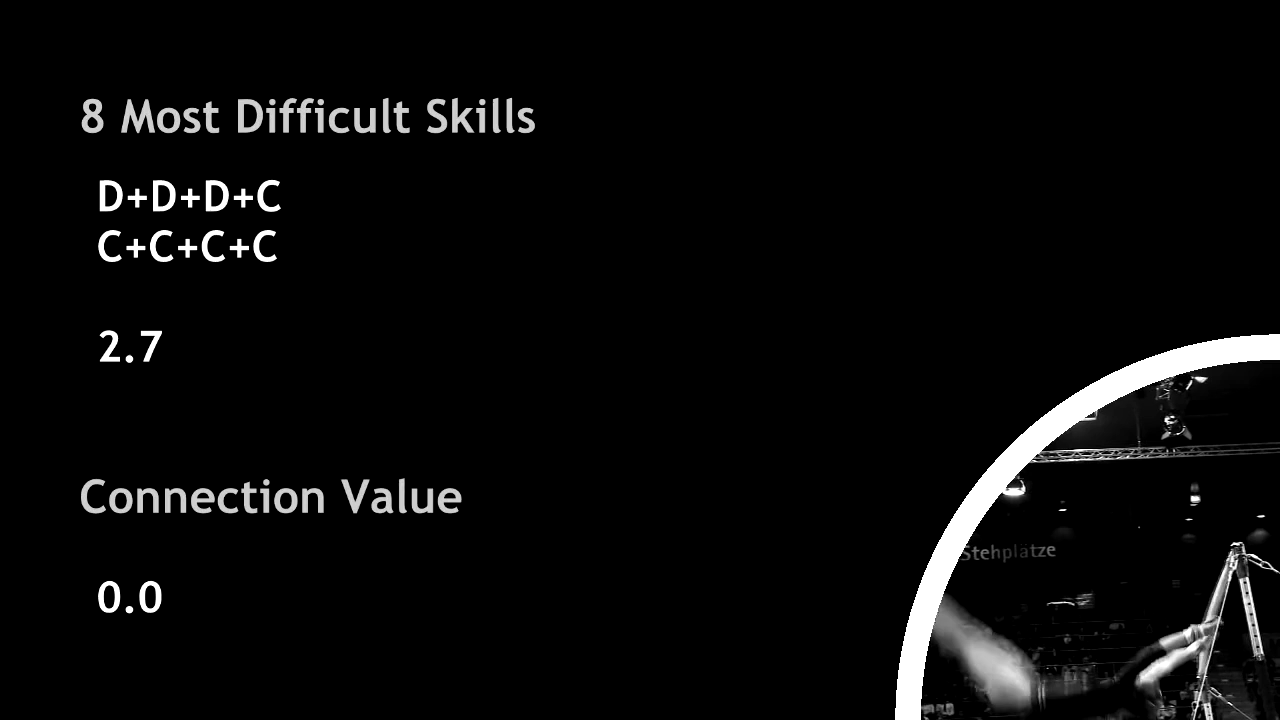 8 Most Difficult Skills
D+D+D+C
C+C+C+C
2.7
Connection Value
0.0
Stehplätze